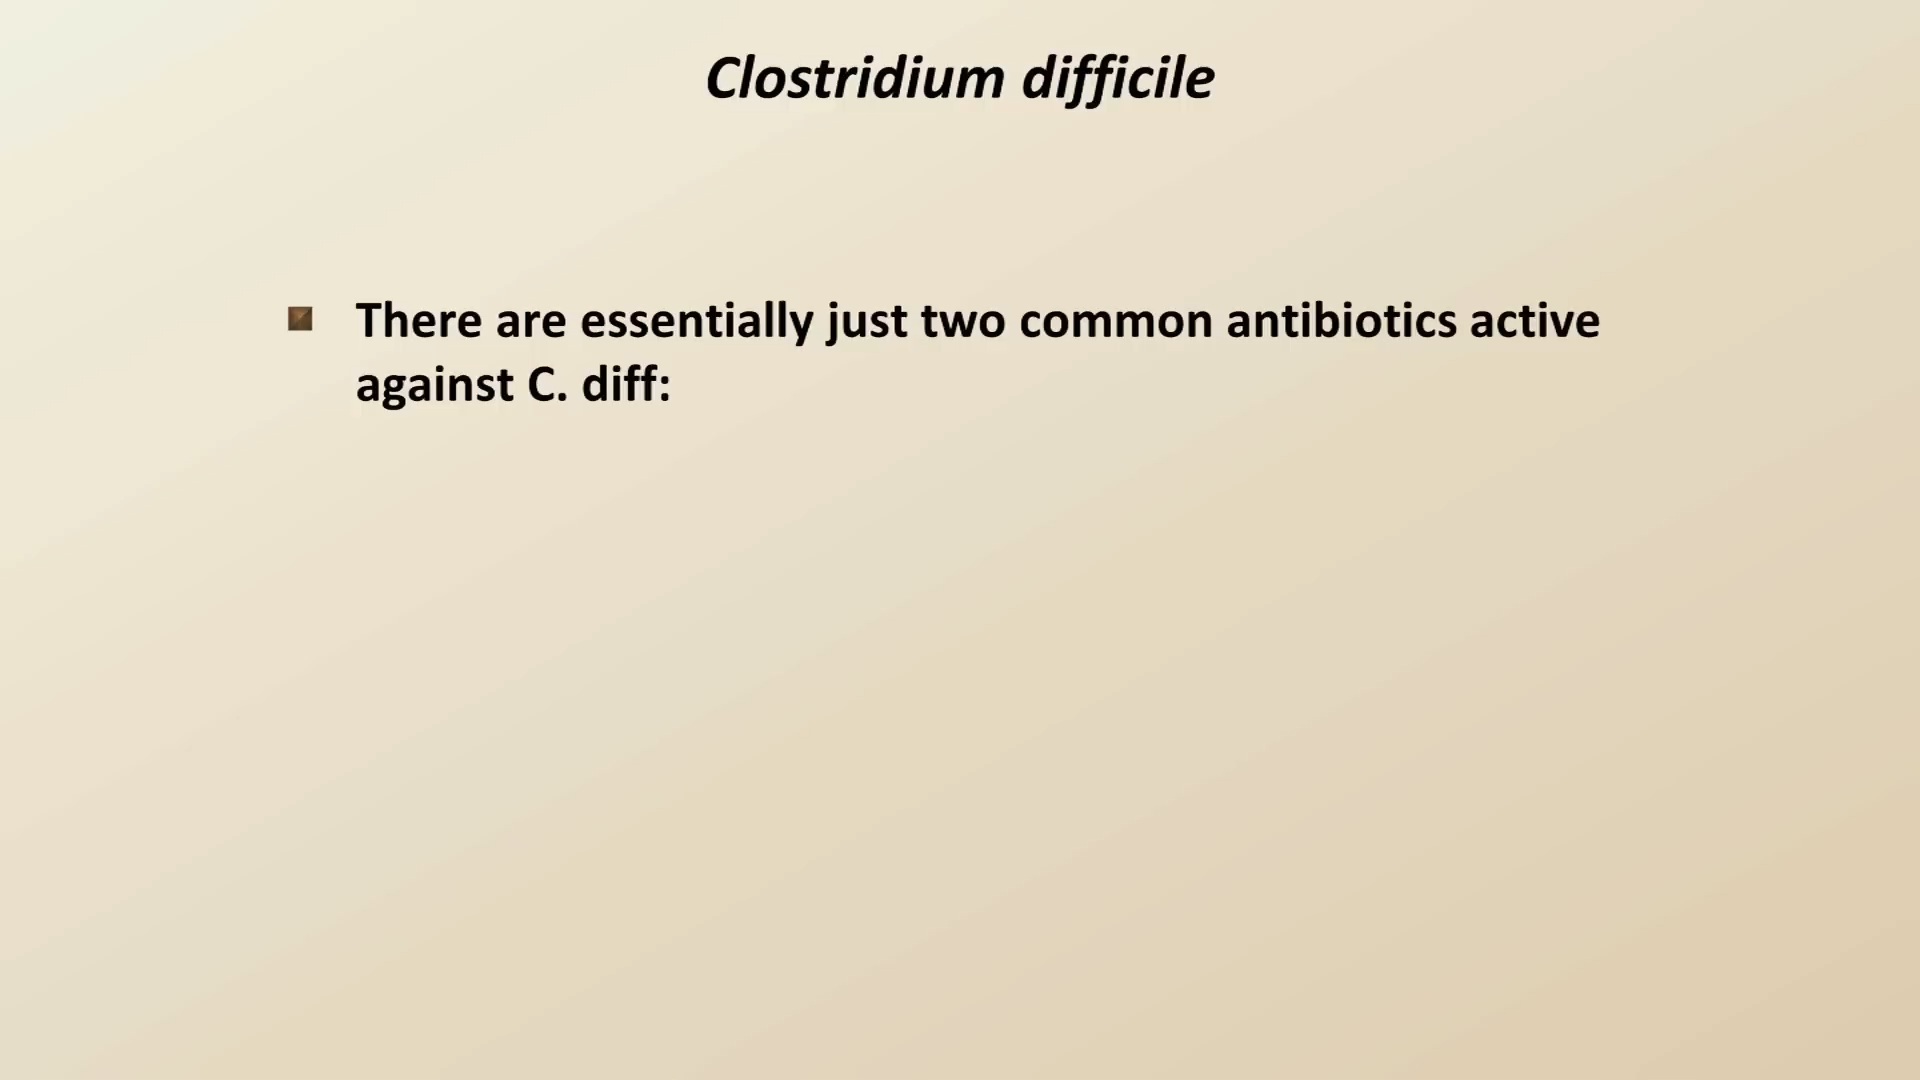 Clostridium difficile
There are essentially just two common antibiotics active
against C. diff: